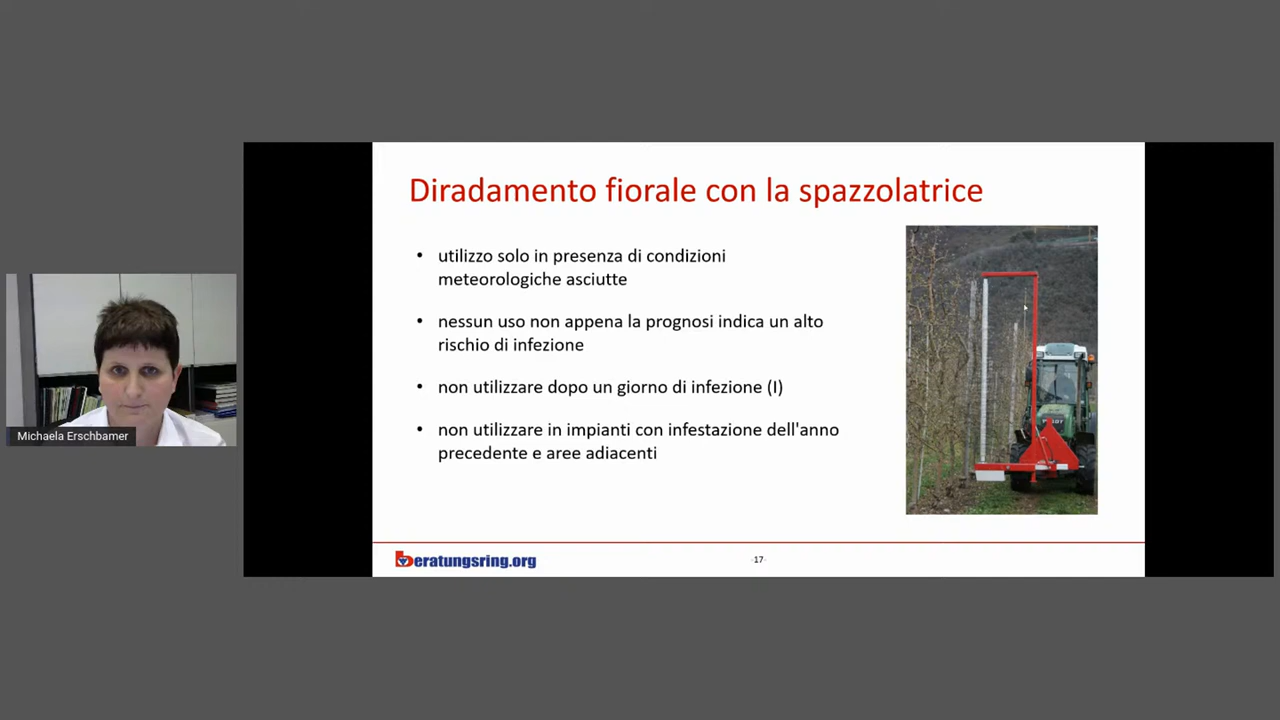 Diradamento fiorale con la spazzolatrice
• utilizzo solo in presenza di condizioni
meteorologiche asciutte
• nessun uso non appena la prognosi indica un alto
rischio di infezione
• non utilizzare dopo un giorno di infezione (I)
• non utilizzare in impianti con infestazione dell'anno
precedente e aree adiacenti
Michaela Erschbamer
beratungsring.org
17